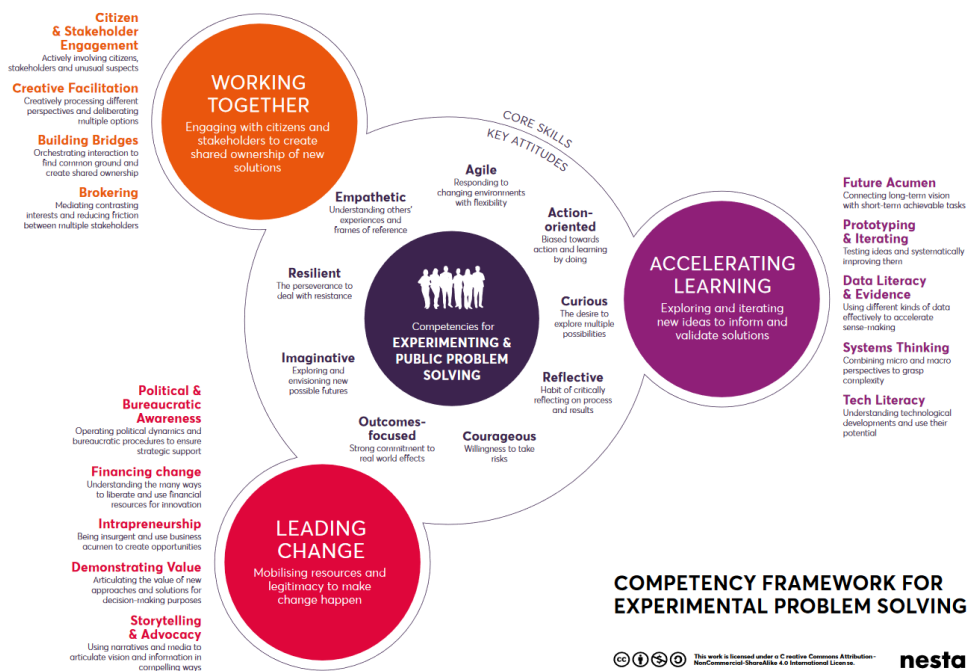 Citizen
& Stakeholder
Engagement
Actively involving citizens,
stakeholders and unusual suspects
Creative Facilitation
Creatively processing different
perspectives and deliberating
multiple options
Building Bridges
Orchestrating interaction to
find common ground and
create shared ownership
Brokering
Mediating contrasting
interests and reducing friction
between multiple stakeholders
WORKING
TOGETHER
Engaging with citizens and
stakeholders to create
shared ownership of new
solutions
CORE SKILLS
KEY ATTITUDES
Agile
Responding to
changing environments
with flexibility
Empathetic
Understanding others'
experiences and
frames of reference
Action-
oriented
Biased towards
action and learning
by doing
Resilient
The perseverance to
deal with resistance
Curious
The desire to
explore multiple
possibilities
Imaginative
Exploring and
envisioning new
possible futures
Reflective
Habit of critically
reflecting on process
and results
Outcomes-
focused
Strong commitment to
real world effects
Courageous
Willingness to take
risks
Competencies for
EXPERIMENTING &
PUBLIC PROBLEM
SOLVING
ACCELERATING
LEARNING
Exploring and iterating
new ideas to inform and
validate solutions
Future Acumen
Connecting long-term vision
with short-term achievable tasks
Prototyping
& Iterating
Testing ideas and systematically
improving them
Data Literacy
& Evidence
Using different kinds of data
effectively to accelerate
sense-making
Systems Thinking
Combining micro and macro
perspectives to grasp
complexity
Tech Literacy
Understanding technological
developments and use their
potential
Political &
Bureaucratic
Awareness
Operating political dynamics and
bureaucratic procedures to ensure
strategic support
Financing change
Understanding the many ways
to liberate and use financial
resources for innovation
Intrapreneurship
Being insurgent and use business
acumen to create opportunities
Demonstrating Value
Articulating the value of new
approaches and solutions for
decision-making purposes
Storytelling
& Advocacy
Using narratives and media to
articulate vision and information in
compelling ways
LEADING
CHANGE
Mobilising resources and
legitimacy to make
change happen
COMPETENCY FRAMEWORK FOR
EXPERIMENTAL PROBLEM SOLVING
This work is licensed under a C reative Commons Attribution-
NonCommercial-ShareAlike 4.0 International License.
nesta